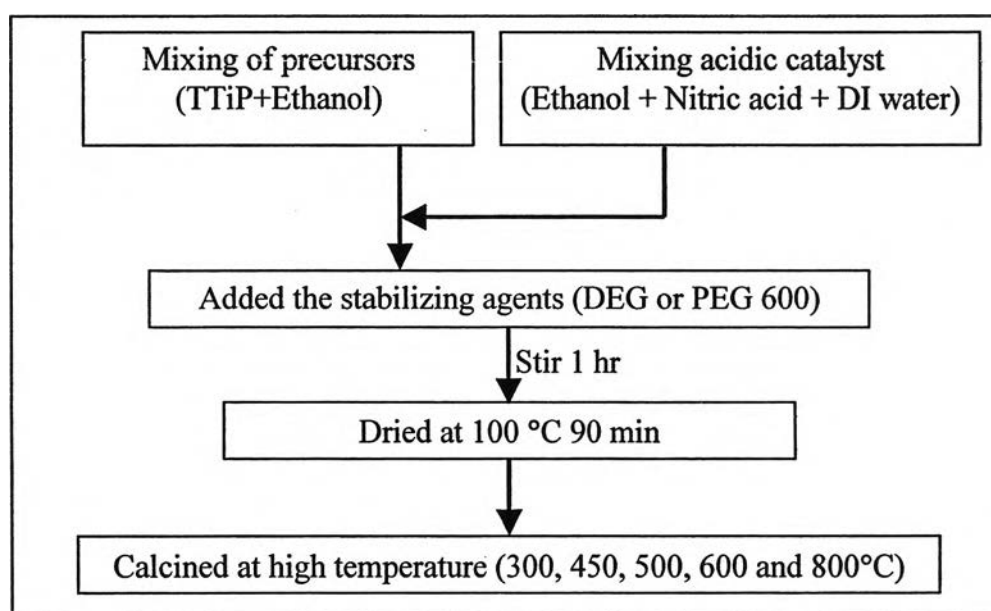 Mixing of precursors
(TTiP+Ethanol)
Mixing acidic catalyst
(Ethanol + Nitric acid + DI water)
Added the stabilizing agents (DEG or PEG 600)
Stir 1 hr
Dried at 100 °C 90 min
Calcined at high temperature (300, 450, 500, 600 and 800°C)